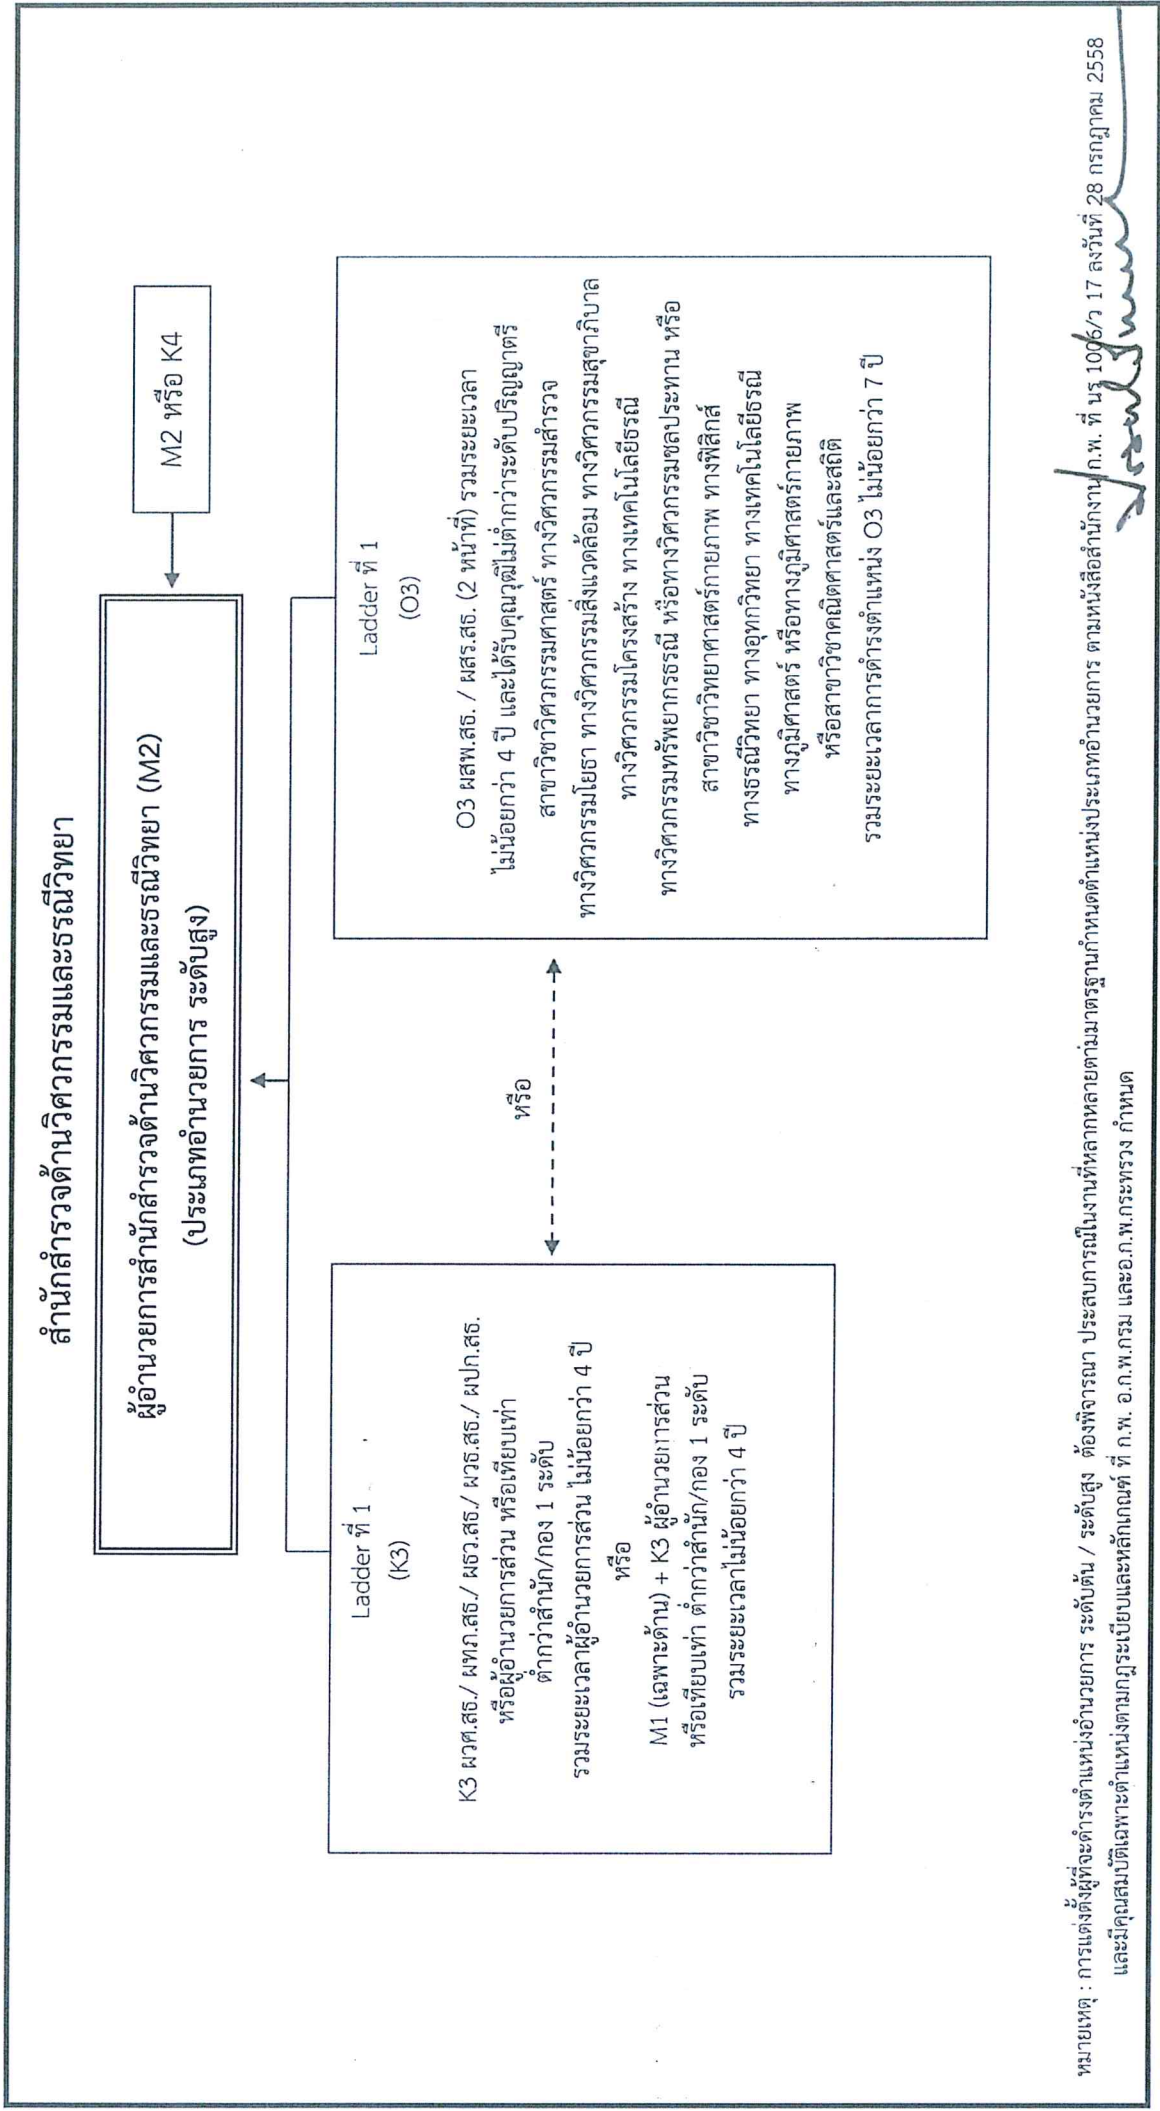 สำนักสำรวจด้านวิศวกรรมและธรณีวิทยา
ผู้อำนวยการสำนักสำรวจด้านวิศวกรรมและธรณีวิทยา (M2)
(ประเภทอำนวยการ ระดับสูง)
M2 หรือ K4
Ladder ที่ 1
(K3)
K3 ผวศ.สธ./ ผทภ.สธ./ ผธว.สธ./ ผวธ.สธ./ ผปก.สธ.
หรือผู้อำนวยการส่วน หรือเทียบเท่า
ต่ำกว่าสำนัก/กอง 1 ระดับ
รวมระยะเวลาผู้อำนวยการส่วน ไม่น้อยกว่า 4 ปี
หรือ
M1 (เฉพาะด้าน) + K3 ผู้อำนวยการส่วน
หรือเทียบเท่า ต่ำกว่าสำนัก/กอง 1 ระดับ
รวมระยะเวลาไม่น้อยกว่า 4 ปี
หรือ
Ladder ที่ 1
(O3)
O3 ผสพ.สธ. / ผสร.สธ. (2 หน้าที่) รวมระยะเวลา
ไม่น้อยกว่า 4 ปี และได้รับคุณวุฒิไม่ต่ำกว่าระดับปริญญาตรี
สาขาวิชาวิศวกรรมศาสตร์ ทางวิศวกรรมสำรวจ
ทางวิศวกรรมโยธา ทางวิศวกรรมสิ่งแวดล้อม ทางวิศวกรรมสุขาภิบาล
ทางวิศวกรรมโครงสร้าง ทางเทคโนโลยีธรณี
ทางวิศวกรรมทรัพยากรธรณี หรือทางวิศวกรรมชลประทาน หรือ
สาขาวิชาวิทยาศาสตร์กายภาพ ทางฟิสิกส์
ทางธรณีวิทยา ทางอุทกวิทยา ทางเทคโนโลยีธรณี
ทางภูมิศาสตร์ หรือทางภูมิศาสตร์กายภาพ
หรือสาขาวิชาคณิตศาสตร์และสถิติ
รวมระยะเวลาการดำรงตำแหน่ง O3 ไม่น้อยกว่า 7 ปี
หมายเหตุ : การแต่งตั้งผู้ที่จะดำรงตำแหน่งอำนวยการ ระดับต้น / ระดับสูง ต้องพิจารณา ประสบการณ์ในงานที่หลากหลายตามมาตรฐานกำหนดตำแหน่งประเภทอำนวยการ ตามหนังสือสำนักงาน ก.พ. ที่ นร 1006/ว 17 ลงวันที่ 28 กรกฎาคม 2558
และมีคุณสมบัติเฉพาะตำแหน่งตามกฎระเบียบและหลักเกณฑ์ ที่ ก.พ. อ.ก.พ.กรม และอ.ก.พ.กระทรวง กำหนด